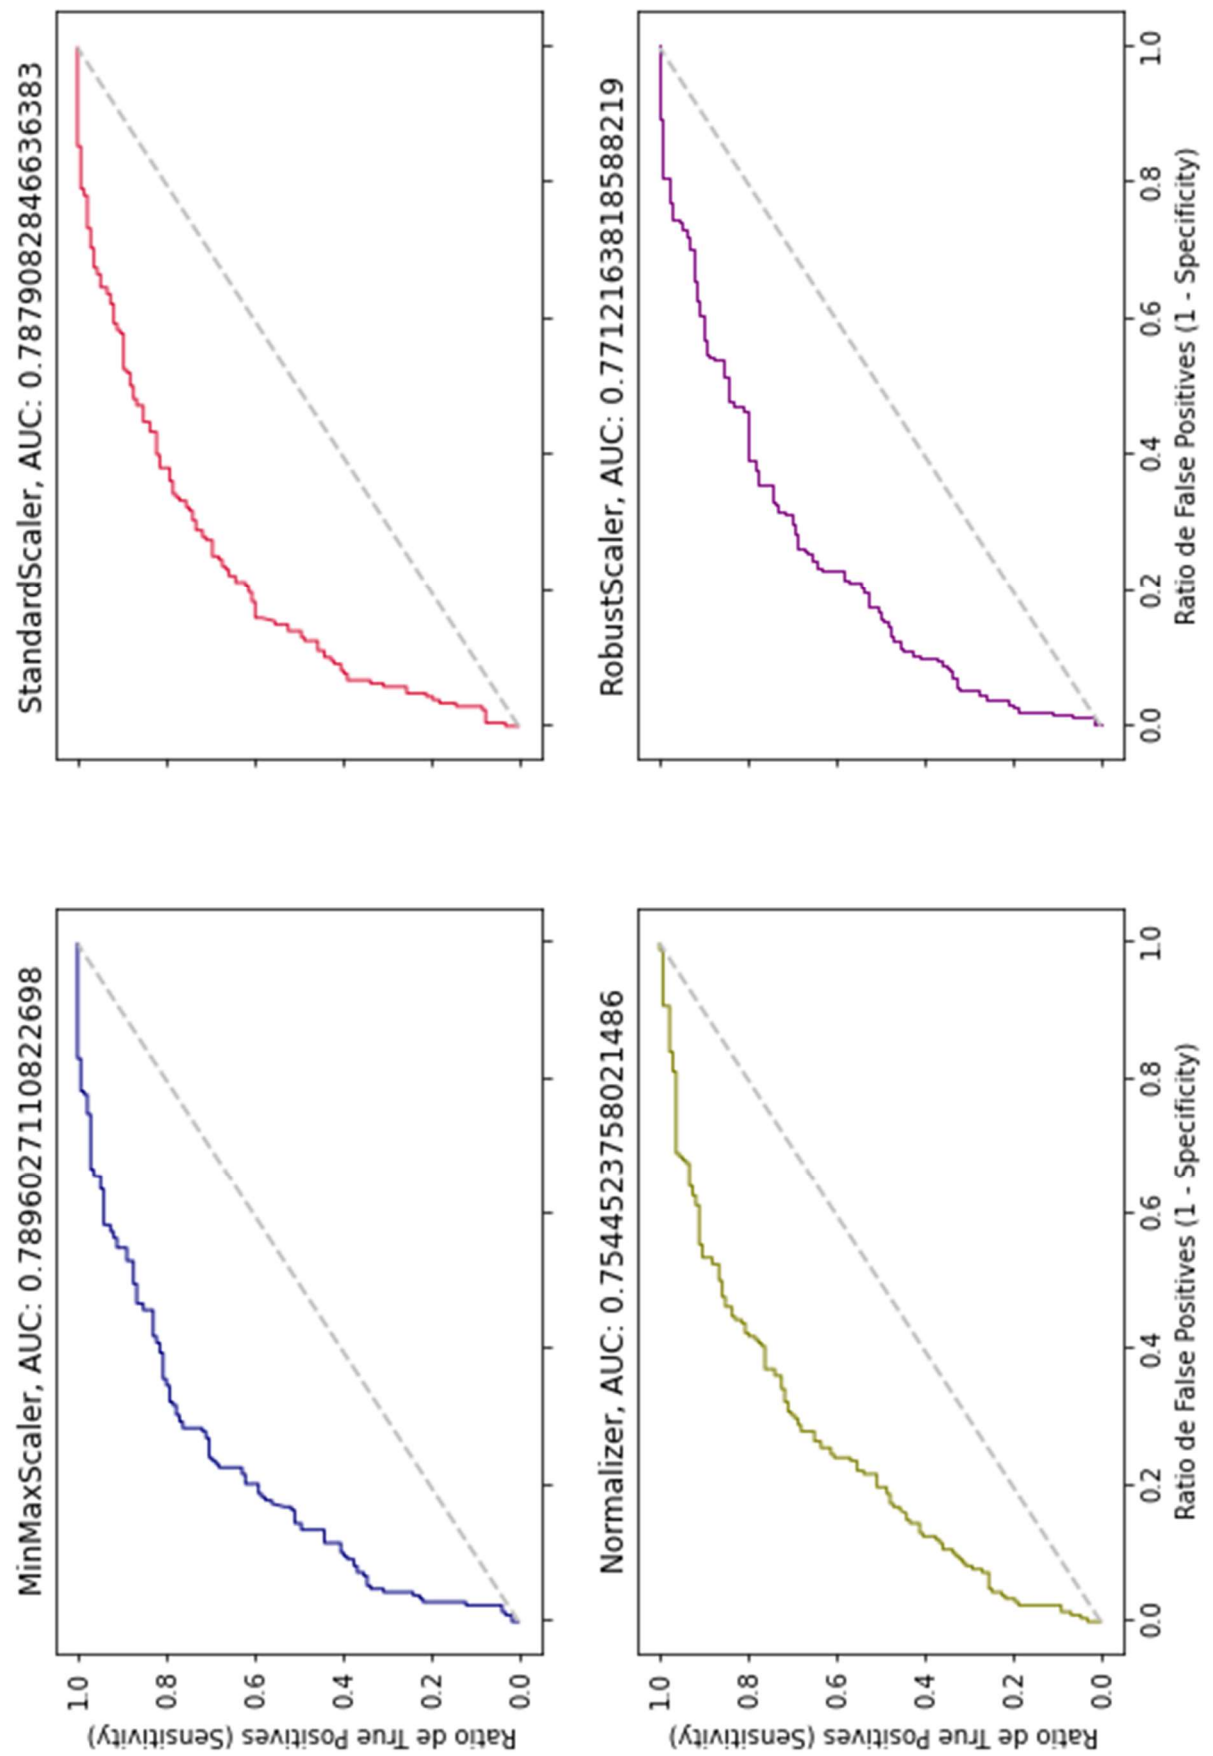 MinMaxScaler, AUC: 0.7896027110822698
StandardScaler, AUC: 0.7879082846636383
Ratio de True Positives (Sensitivity)
1.0
0.8
0.6
0.4
0.2
0.0
Normalizer, AUC: 0.7544523758021486
RobustScaler, AUC: 0.7712163818588219
Ratio de True Positives (Sensitivity)
1.0
0.8
0.6
0.4
0.2
0.0
0.0 0.2 0.4 0.6 0.8 1.0
Ratio de False Positives (1 - Specificity)
0.0 0.2 0.4 0.6 0.8 1.0
Ratio de False Positives (1 - Specificity)